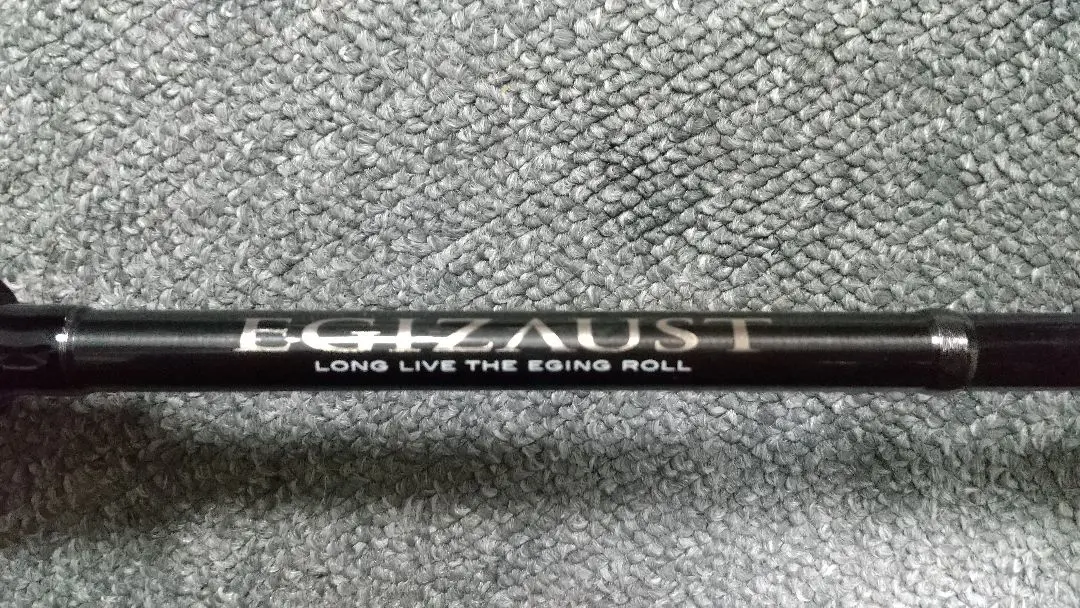 EGIZAUST
LONG LIVE THE EGING ROLL